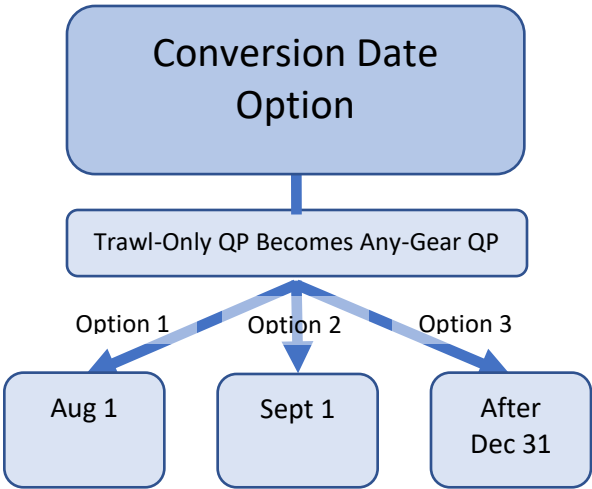 Conversion Date
Option
Trawl-Only QP Becomes Any-Gear QP
Option 1
Option 2
Option 3
Aug 1
Sept 1
After
Dec 31